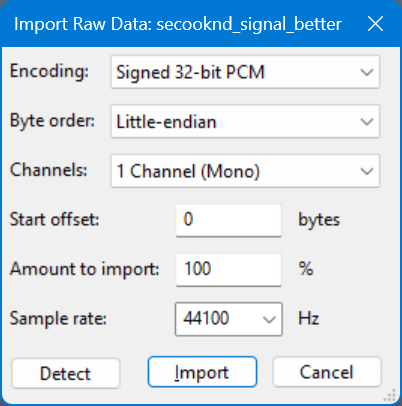 Import Raw Data: secooknd_signal_better
Encoding: Signed 32-bit PCM
Byte order: Little-endian
Channels: 1 Channel (Mono)
Start offset: 0 bytes
Amount to import: 100 %
Sample rate: 44100 Hz
Detect Import Cancel